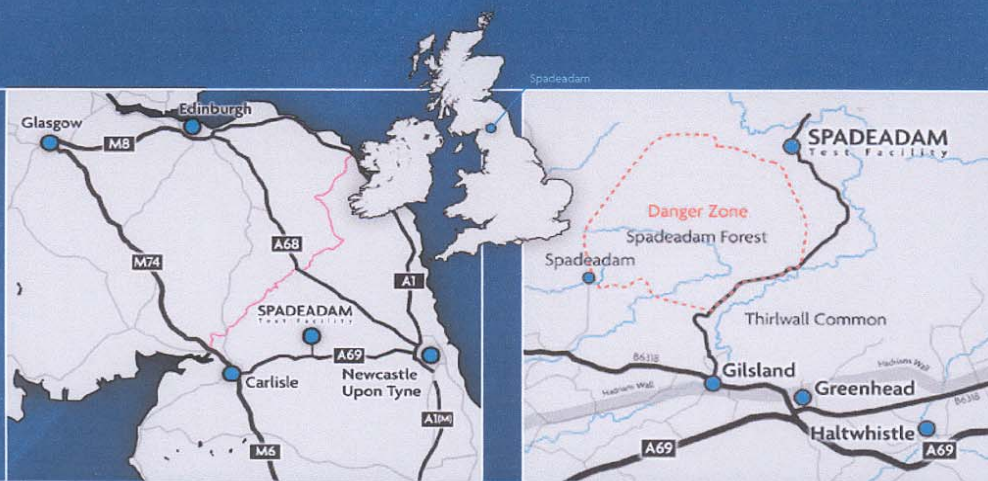 Spadeadam
Glasgow
Edinburgh
M8
A68
M74
A1
SPADEADAM
Test Facility
A69
Carlisle
Newcastle
Upon Tyne
A1(M)
M6
SPADEADAM
Test Facility
Danger Zone
Spadeadam Forest
Spadeadam
Thirlwall Common
B6318
Hadrians Wall
Gilsland
Hadrians Wall
Greenhead
B6318
Haltwhistle
A69
A69